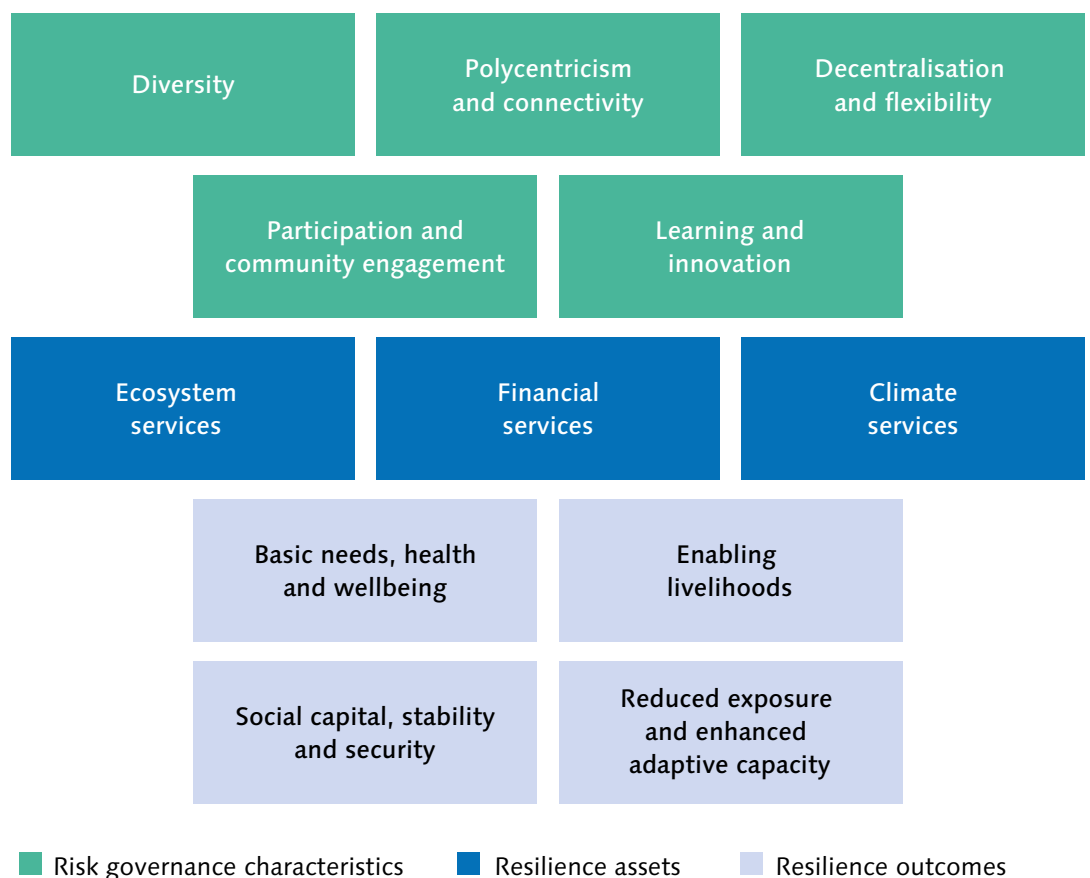 Diversity
Polycentricism
and connectivity
Decentralisation
and flexibility
Participation and
community engagement
Learning and
innovation
Ecosystem
services
Financial
services
Climate
services
Basic needs, health
and wellbeing
Enabling
livelihoods
Social capital, stability
and security
Reduced exposure
and enhanced
adaptive capacity
Risk governance characteristics
Resilience assets
Resilience outcomes